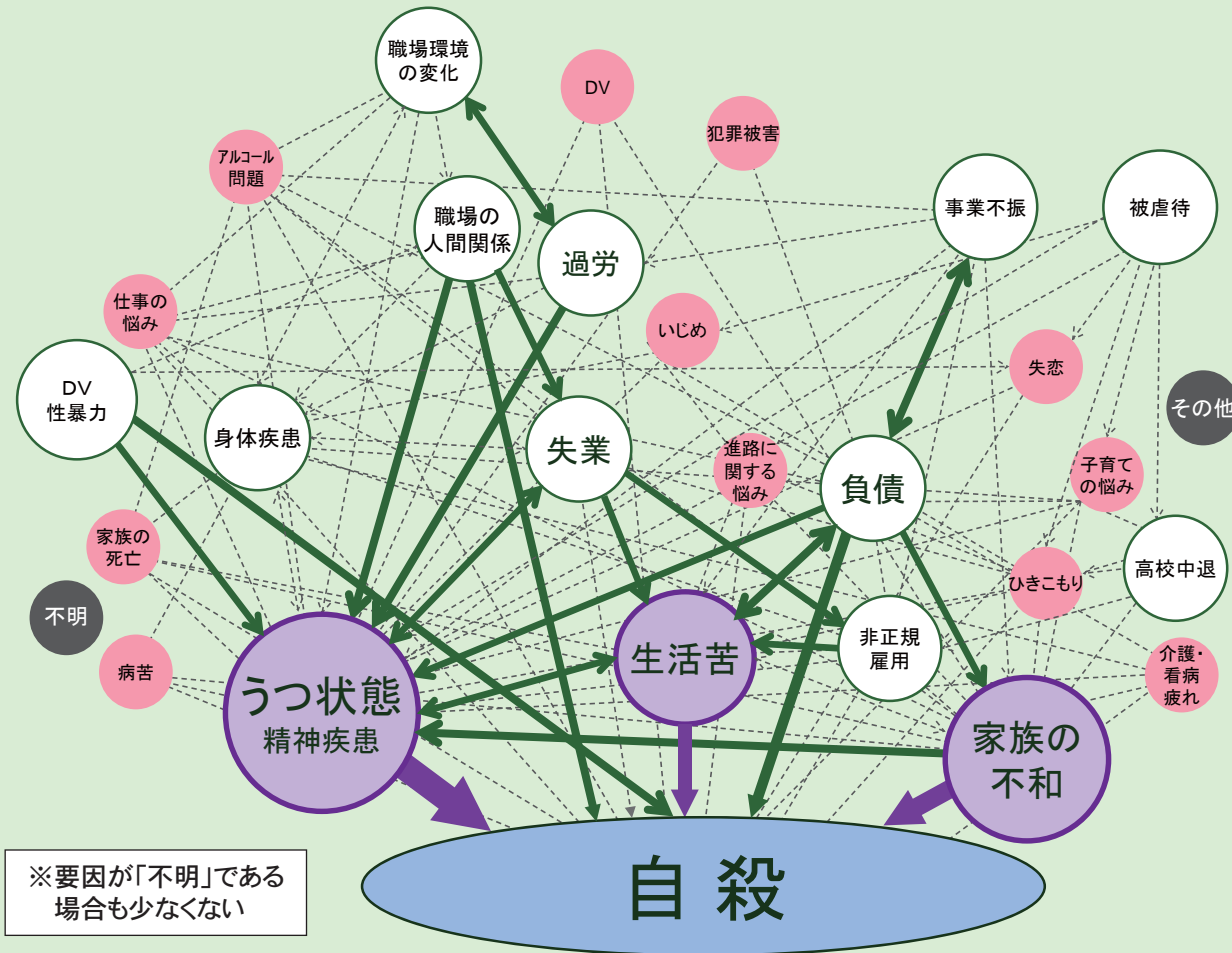 職場環境
の変化
DV
犯罪被害
アルコール
問題
職場の
人間関係
過労
事業不振
被虐待
仕事の
悩み
いじめ
失恋
DV
性暴力
身体疾患
失業
進路に
関する
悩み
負債
子育て
の悩み
その他
家族の
死亡
不明
病苦
高校中退
ひきこもり
うつ状態
精神疾患
生活苦
非正規
雇用
介護・
看病
疲れ
家族の
不和
自殺
※要因が「不明」である
場合も少なくない